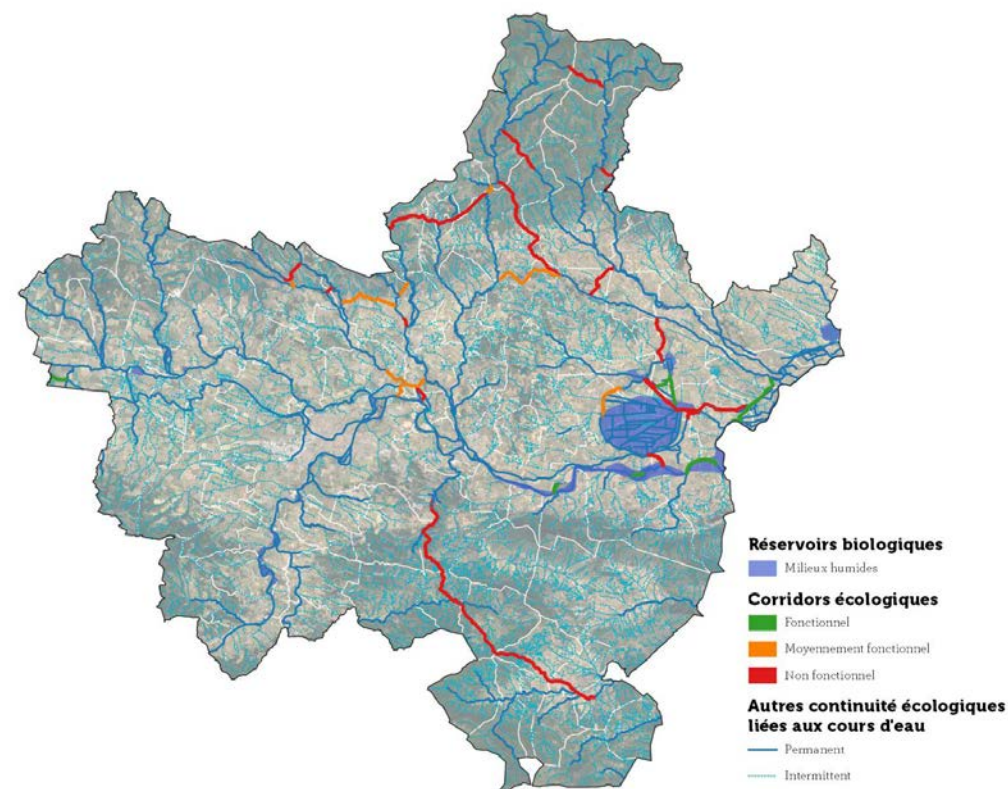 Réservoirs biologiques
Milieux humides
Corridors écologiques
Fonctionnel
Moyennement fonctionnel
Non fonctionnel
Autres continuité écologiques
liées aux cours d'eau
Permanent
Intermittent